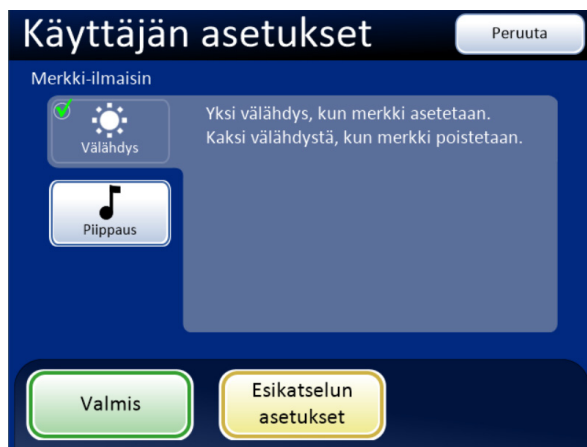 Käyttäjän asetukset
Peruuta
Merkki-ilmaisin
Välähdys
Yksi välähdys, kun merkki asetetaan.
Kaksi välähdystä, kun merkki poistetaan.
Piippaus
Valmis
Esikatselun
asetukset